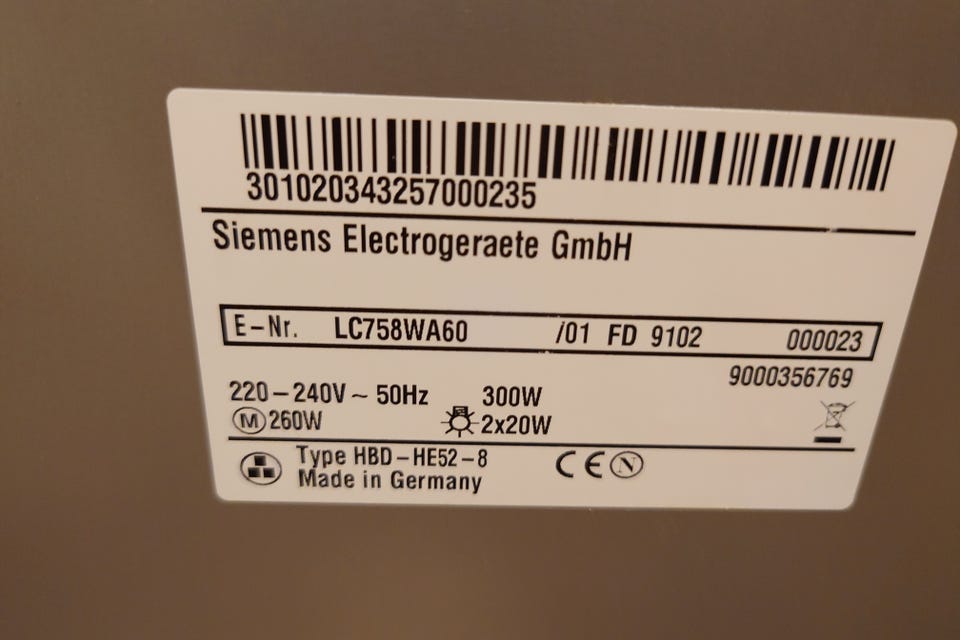 301020343257000235
Siemens Electrogeraete GmbH
E-Nr. LC758WA60 /01 FD 9102 000023
9000356769
220-240V ~ 50Hz 300W
M 260W 2x20W
Type HBD-HE52-8 CE N
Made in Germany